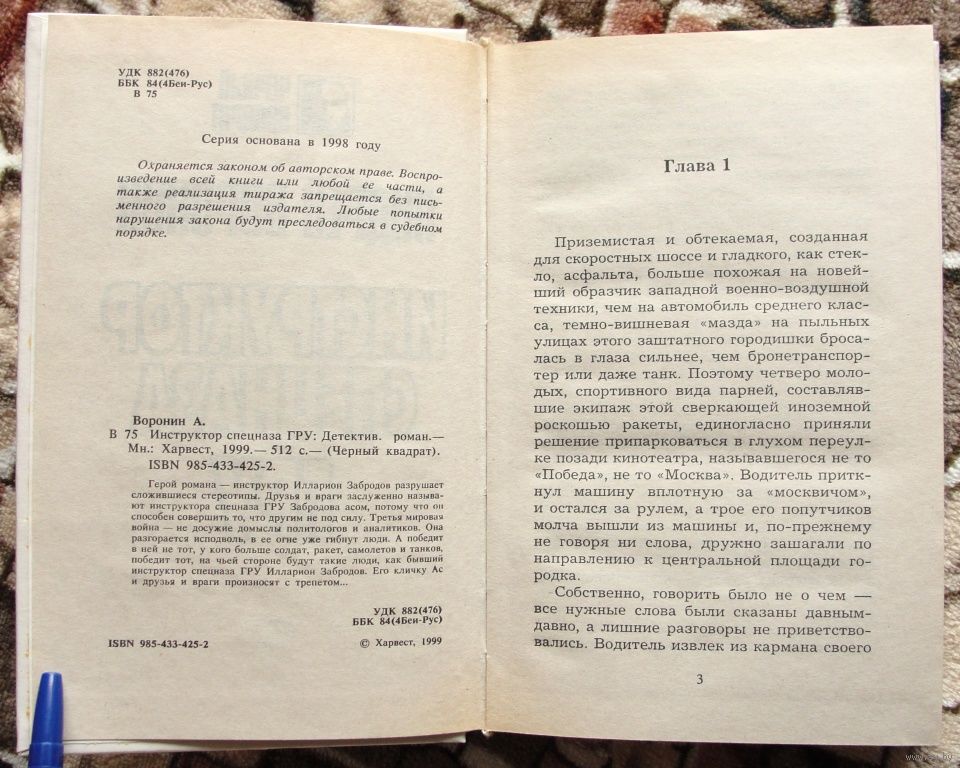 УДК 882(476)
ББК 84(4Беи-Рус)
В 75
Серия основана в 1998 году
Охраняется законом об авторском праве. Воспро-
изведение всей книги или любой ее части, а
также реализация тиража запрещается без пись-
менного разрешения издателя. Любые попытки
нарушения закона будут преследоваться в судебном
порядке.
Воронин А.
В 75 Инструктор спецназа ГРУ: Детектив. роман.—
Мн.: Харвест, 1999.— 512 с.— (Черный квадрат).
ISBN 985-433-425-2.
Герой романа — инструктор Илларион Забродов разрушает
сложившиеся стереотипы. Друзья и враги заслуженно называ-
ют инструктора спецназа ГРУ Забродова асом, потому что он
способен совершить то, что другим не под силу. Третья мировая
война — не досужие домыслы политологов и аналитиков. Она
разгорается исподволь, в ее огне уже гибнут люди. А победит
в ней не тот, у кого больше солдат, ракет, самолетов и танков,
победит тот, на чьей стороне будут такие люди, как бывший
инструктор спецназа ГРУ Илларион Забродов. Его кличку Ас
и друзья и враги произносят с трепетом...
УДК 882(476)
ББК 84(4Беи-Рус)
ISBN 985-433-425-2
© Харвест, 1999
Глава 1
Приземистая и обтекаемая, созданная
для скоростных шоссе и гладкого, как стек-
ло, асфальта, больше похожая на новей-
ший образчик западной военно-воздушной
техники, чем на автомобиль среднего клас-
са, темно-вишневая «мазда» на пыльных
улицах этого заштатного городишки броса-
лась в глаза сильнее, чем бронетранспор-
тер или даже танк. Поэтому четверо моло-
дых, спортивного вида парней, составляв-
шие экипаж этой сверкающей иноземной
роскошью ракеты, единогласно приняли
решение припарковаться в глухом переул-
ке позади кинотеатра, называвшегося не то
«Победа», не то «Москва». Водитель притк-
нул машину вплотную за «москвичом»,
и остался за рулем, а трое его попутчиков
молча вышли из машины и, по-прежнему
не говоря ни слова, дружно зашагали по
направлению к центральной площади го-
родка.
Собственно, говорить было не о чем —
все нужные слова были сказаны давным-
давно, а лишние разговоры не приветство-
вались. Водитель извлек из кармана своего
3